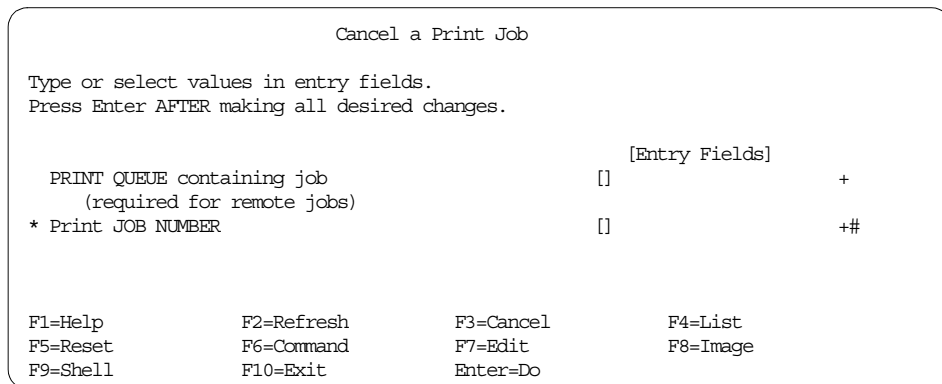 Cancel a Print Job
Type or select values in entry fields.
Press Enter AFTER making all desired changes.
[Entry Fields]
PRINT QUEUE containing job [] +
(required for remote jobs)
* Print JOB NUMBER [] +#
F1=Help F2=Refresh F3=Cancel F4=List
F5=Reset F6=Command F7=Edit F8=Image
F9=Shell F10=Exit Enter=Do